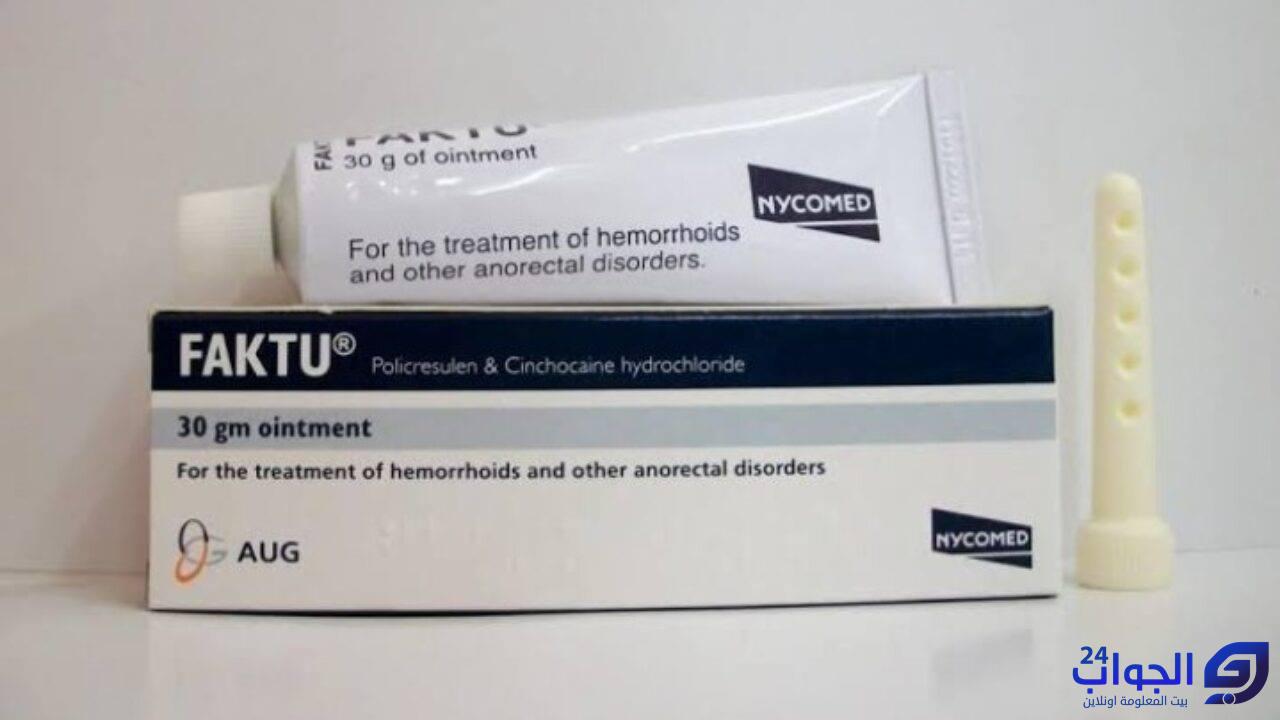 FAKTU
30 g of ointment
NYCOMED
For the treatment of hemorrhoids
and other anorectal disorders.
FAKTU® Policresulen & Cinchocaine hydrochloride
30 gm ointment
For the treatment of hemorrhoids and other anorectal disorders
AUG
NYCOMED
الجواب 24
بيت المعلومة اونلاين